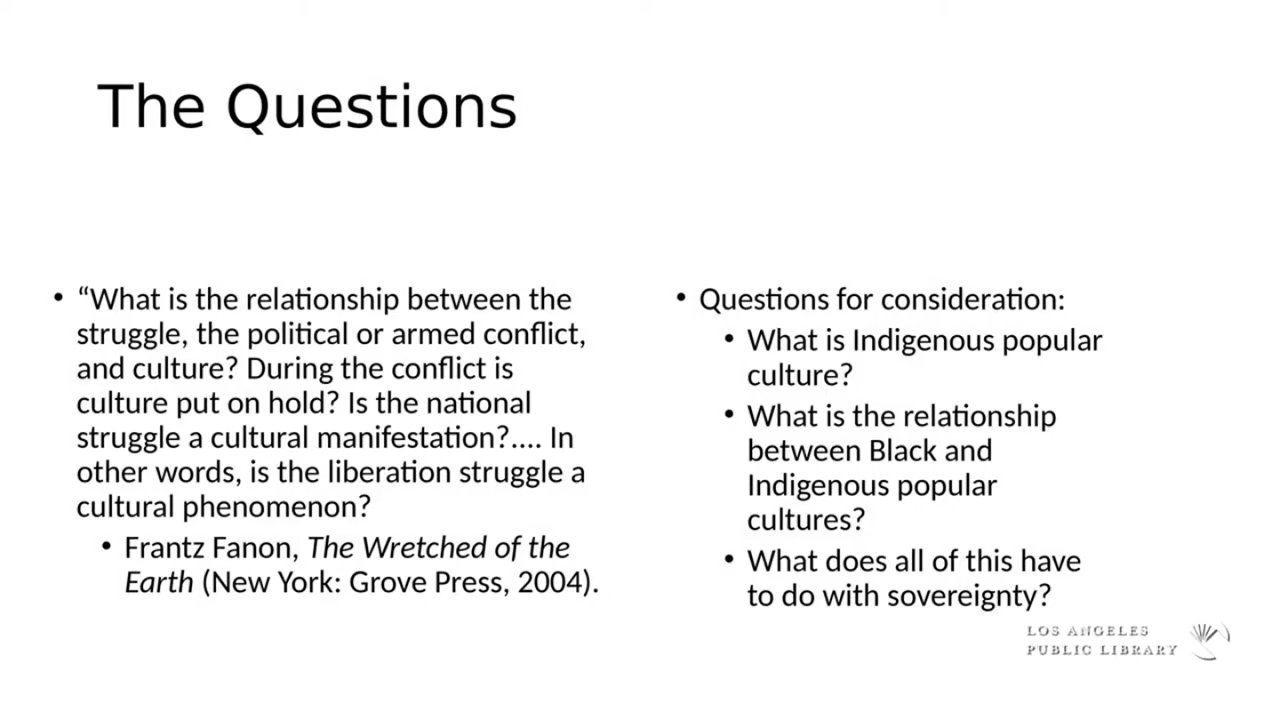 The Questions
• “What is the relationship between the
struggle, the political or armed conflict,
and culture? During the conflict is
culture put on hold? Is the national
struggle a cultural manifestation?.... In
other words, is the liberation struggle a
cultural phenomenon?
• Frantz Fanon, The Wretched of the
Earth (New York: Grove Press, 2004).
• Questions for consideration:
• What is Indigenous popular
culture?
• What is the relationship
between Black and
Indigenous popular
cultures?
• What does all of this have
to do with sovereignty?
LOS ANGELES
PUBLIC LIBRARY